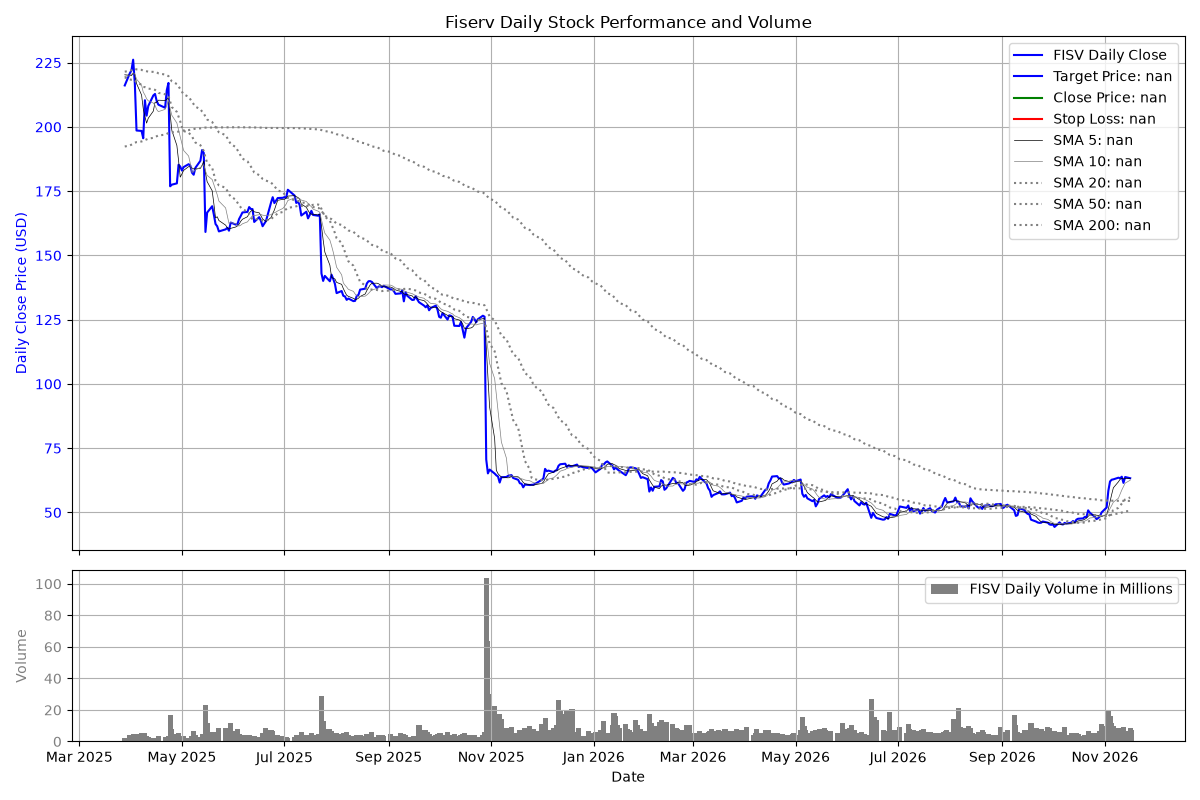 Fiserv Daily Stock Performance and Volume
Daily Close Price (USD)
225
200
175
150
125
100
75
50
FISV Daily Close
Target Price: nan
Close Price: nan
Stop Loss: nan
SMA 5: nan
SMA 10: nan
SMA 20: nan
SMA 50: nan
SMA 200: nan
Volume
100
80
60
40
20
0
FISV Daily Volume in Millions
Mar 2025
May 2025
Jul 2025
Sep 2025
Nov 2025
Jan 2026
Mar 2026
May 2026
Jul 2026
Sep 2026
Nov 2026
Date